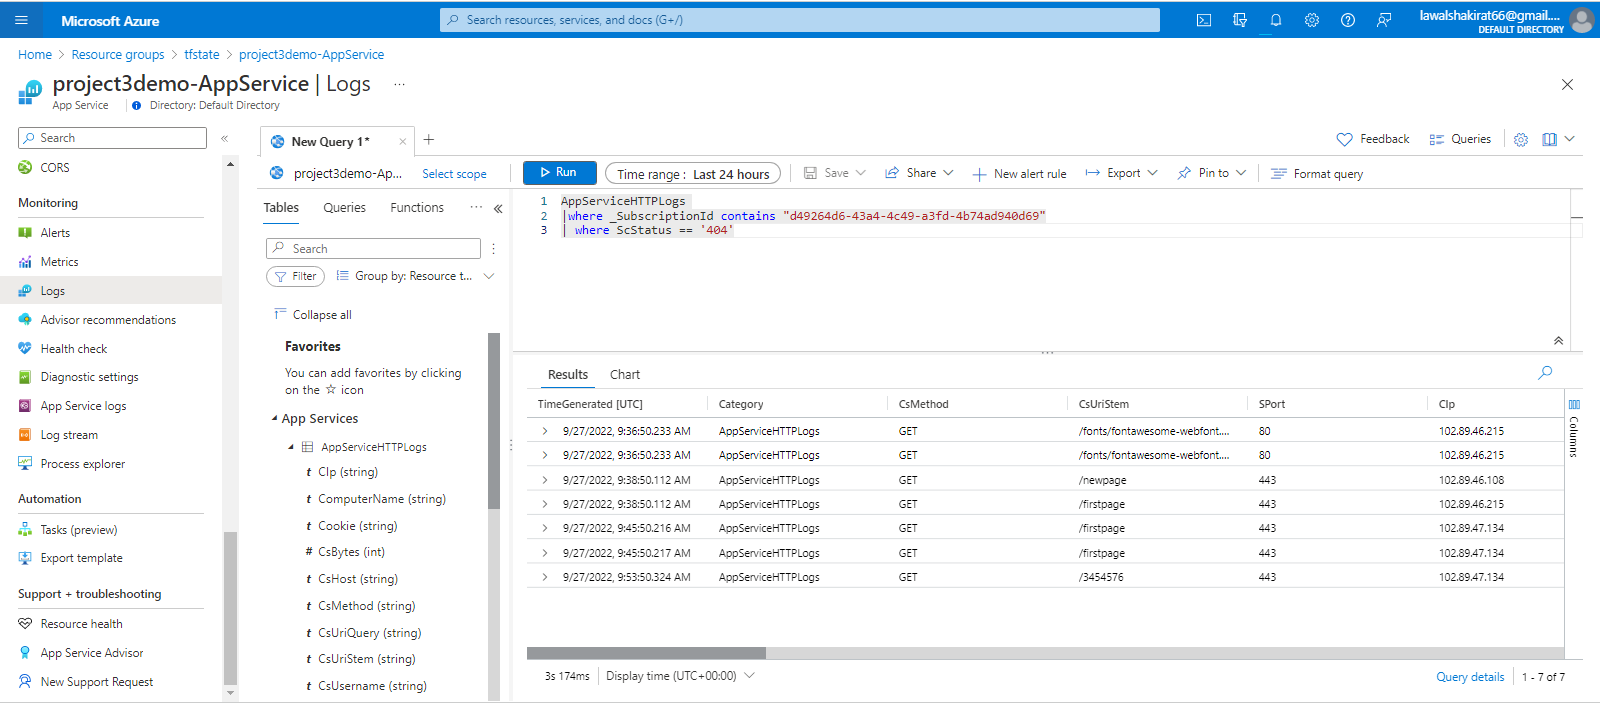 Microsoft Azure
Search resources, services, and docs (G+/)
lawalshakirat66@gmail....
DEFAULT DIRECTORY
Home > Resource groups > tfstate > project3demo-AppService
project3demo-AppService | Logs ...
App Service
Directory: Default Directory
Search
«
CORS
Monitoring
Alerts
Metrics
Logs
Advisor recommendations
Health check
Diagnostic settings
App Service logs
Log stream
Process explorer
Automation
Tasks (preview)
Export template
Support + troubleshooting
Resource health
App Service Advisor
New Support Request
New Query 1*
Feedback
Queries
project3demo-Ap...
Select scope
Run
Time range : Last 24 hours
Save
Share
New alert rule
Export
Pin to
Format query
Tables Queries Functions ... «
Search
Filter
Group by: Resource t...
Collapse all
Favorites
You can add favorites by clicking
on the ☆ icon
App Services
AppServiceHTTPLogs
t CIp (string)
t ComputerName (string)
t Cookie (string)
# CsBytes (int)
t CsHost (string)
t CsMethod (string)
t CsUriQuery (string)
t CsUriStem (string)
t CsUsername (string)
1 AppServiceHTTPLogs
2 |where _SubscriptionId contains "d49264d6-43a4-4c49-a3fd-4b74ad940d69"
3 | where ScStatus == '404'
Results Chart
TimeGenerated [UTC] Category CsMethod CsUriStem SPort CIp
9/27/2022, 9:36:50.233 AM AppServiceHTTPLogs GET /fonts/fontawesome-webfont.... 80 102.89.46.215
9/27/2022, 9:36:50.233 AM AppServiceHTTPLogs GET /fonts/fontawesome-webfont.... 80 102.89.46.215
9/27/2022, 9:38:50.112 AM AppServiceHTTPLogs GET /newpage 443 102.89.46.108
9/27/2022, 9:38:50.112 AM AppServiceHTTPLogs GET /firstpage 443 102.89.46.215
9/27/2022, 9:45:50.216 AM AppServiceHTTPLogs GET /firstpage 443 102.89.47.134
9/27/2022, 9:45:50.217 AM AppServiceHTTPLogs GET /firstpage 443 102.89.47.134
9/27/2022, 9:53:50.324 AM AppServiceHTTPLogs GET /3454576 443 102.89.47.134
Columns
3s 174ms
Display time (UTC+00:00)
Query details
1 - 7 of 7